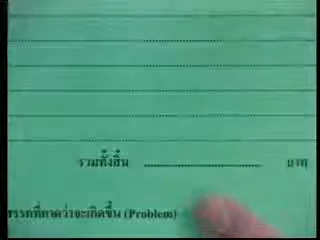 รวมทั้งสิ้น ........................................ บาท
สรรคที่คาดว่าจะเกิดขึ้น (Problem)